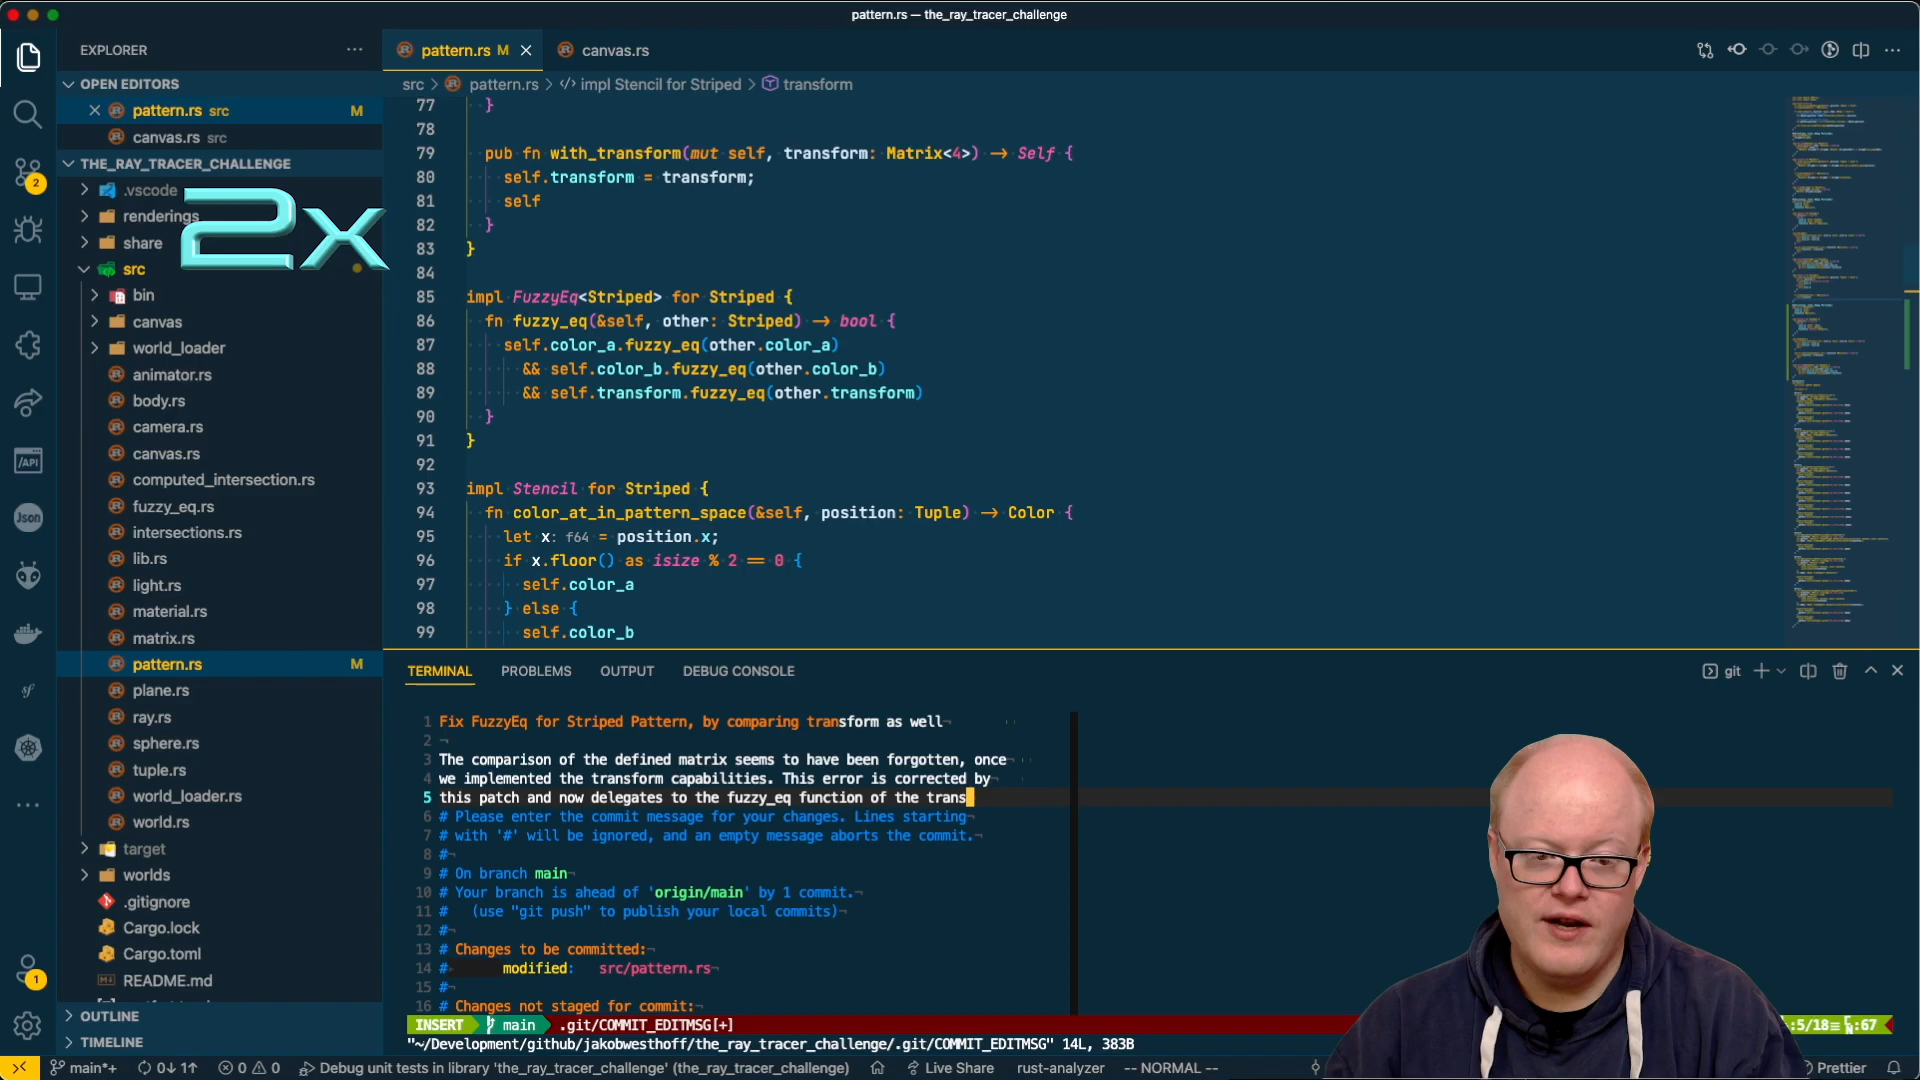 pattern.rs — the_ray_tracer_challenge
EXPLORER
pattern.rs M
canvas.rs
OPEN EDITORS
pattern.rs src M
canvas.rs src
THE_RAY_TRACER_CHALLENGE
.vscode
renderings
share
2x
src
bin
canvas
world_loader
animator.rs
body.rs
camera.rs
canvas.rs
computed_intersection.rs
fuzzy_eq.rs
intersections.rs
lib.rs
light.rs
material.rs
matrix.rs
pattern.rs M
plane.rs
ray.rs
sphere.rs
tuple.rs
world_loader.rs
world.rs
target
worlds
.gitignore
Cargo.lock
Cargo.toml
README.md
OUTLINE
TIMELINE
2
/API
Json
sf
1
src > pattern.rs > impl Stencil for Striped > transform
77 }
78
79 pub fn with_transform(mut self, transform: Matrix<4>) → Self {
80 self.transform = transform;
81 self
82 }
83 }
84
85 impl FuzzyEq<Striped> for Striped {
86 fn fuzzy_eq(&self, other: Striped) → bool {
87 self.color_a.fuzzy_eq(other.color_a)
88 && self.color_b.fuzzy_eq(other.color_b)
89 && self.transform.fuzzy_eq(other.transform)
90 }
91 }
92
93 impl Stencil for Striped {
94 fn color_at_in_pattern_space(&self, position: Tuple) → Color {
95 let x: f64 = position.x;
96 if x.floor() as isize % 2 == 0 {
97 self.color_a
98 } else {
99 self.color_b
TERMINAL PROBLEMS OUTPUT DEBUG CONSOLE
git
1 Fix FuzzyEq for Striped Pattern, by comparing transform as well¬
2 ¬
3 The comparison of the defined matrix seems to have been forgotten, once¬
4 we implemented the transform capabilities. This error is corrected by¬
5 this patch and now delegates to the fuzzy_eq function of the trans
6 # Please enter the commit message for your changes. Lines starting¬
7 # with '#' will be ignored, and an empty message aborts the commit.¬
8 #¬
9 # On branch main¬
10 # Your branch is ahead of 'origin/main' by 1 commit.¬
11 # (use "git push" to publish your local commits)¬
12 #¬
13 # Changes to be committed:¬
14 # modified: src/pattern.rs¬
15 #¬
16 # Changes not staged for commit:¬
INSERT main .git/COMMIT_EDITMSG[+]
:5/18≡ :67
"~/Development/github/jakobwesthoff/the_ray_tracer_challenge/.git/COMMIT_EDITMSG" 14L, 383B
main*+ 0↓ 1↑ 0 0 Debug unit tests in library 'the_ray_tracer_challenge' (the_ray_tracer_challenge) Live Share rust-analyzer -- NORMAL -- Prettier